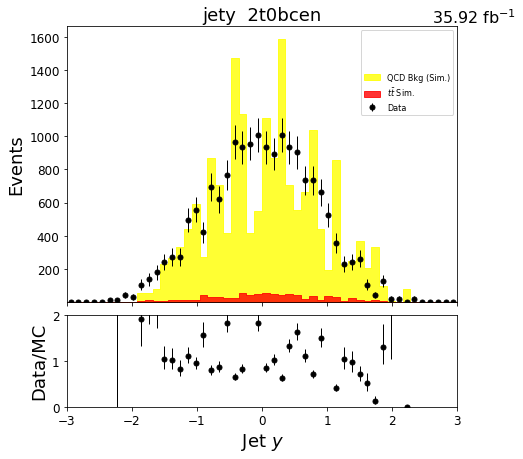 jety 2t0bcen
35.92 fb⁻¹
1600
1400
1200
1000
800
600
400
200
Events
QCD Bkg (Sim.)
tt̄ Sim.
Data
2
1
0
Data/MC
−3 −2 −1 0 1 2 3
Jet y